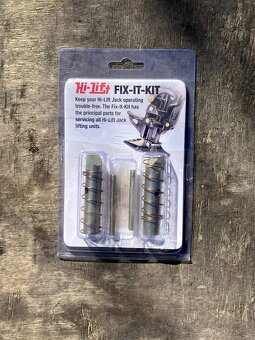 Hi-Lift FIX-IT-KIT
Keep your Hi-Lift Jack operating
trouble-free. The Fix-It-Kit has
the principal parts for
servicing all Hi-Lift Jack
lifting units.